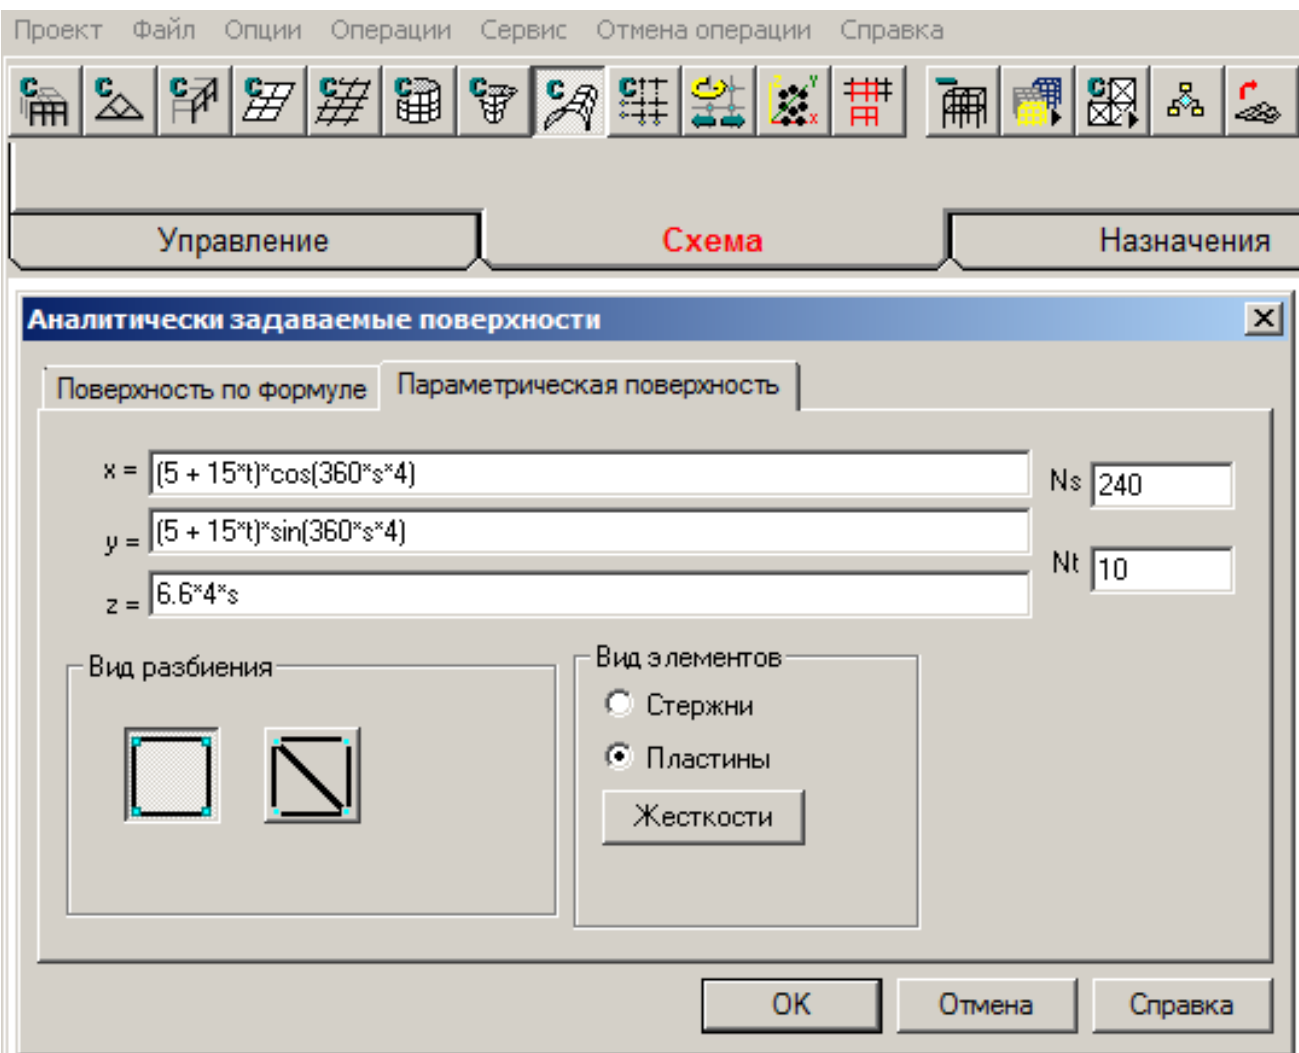 Проект Файл Опции Операции Сервис Отмена операции Справка
Управление Схема Назначения
Аналитически задаваемые поверхности
Поверхность по формуле Параметрическая поверхность
x = (5 + 15*t)*cos(360*s*4) Ns 240
y = (5 + 15*t)*sin(360*s*4)
Nt 10
z = 6.6*4*s
Вид разбиения Вид элементов
Стержни
Пластины
Жесткости
OK Отмена Справка